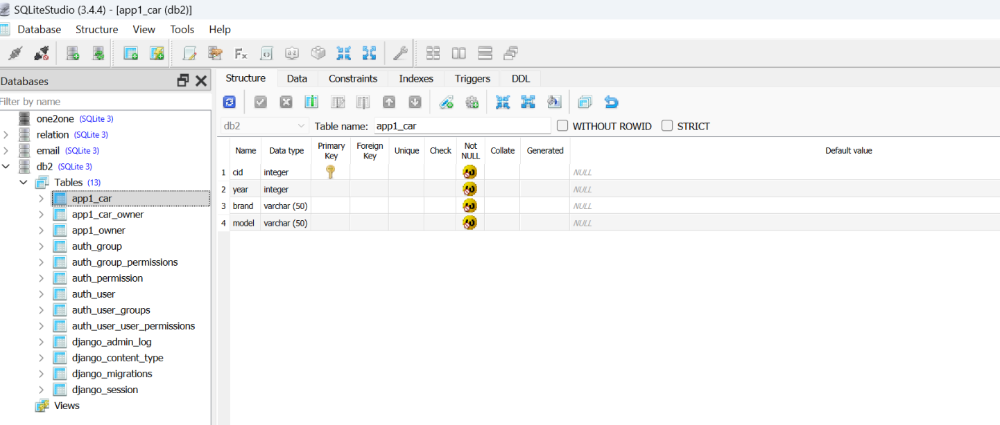 SQLiteStudio (3.4.4) - [app1_car (db2)]
Database Structure View Tools Help
Databases
Filter by name
one2one (SQLite 3)
relation (SQLite 3)
email (SQLite 3)
db2 (SQLite 3)
Tables (13)
app1_car
app1_car_owner
app1_owner
auth_group
auth_group_permissions
auth_permission
auth_user
auth_user_groups
auth_user_user_permissions
django_admin_log
django_content_type
django_migrations
django_session
Views
Structure Data Constraints Indexes Triggers DDL
db2 Table name: app1_car WITHOUT ROWID STRICT
Name Data type Primary Key Foreign Key Unique Check Not NULL Collate Generated Default value
1 cid integer NULL
2 year integer NULL
3 brand varchar (50) NULL
4 model varchar (50) NULL